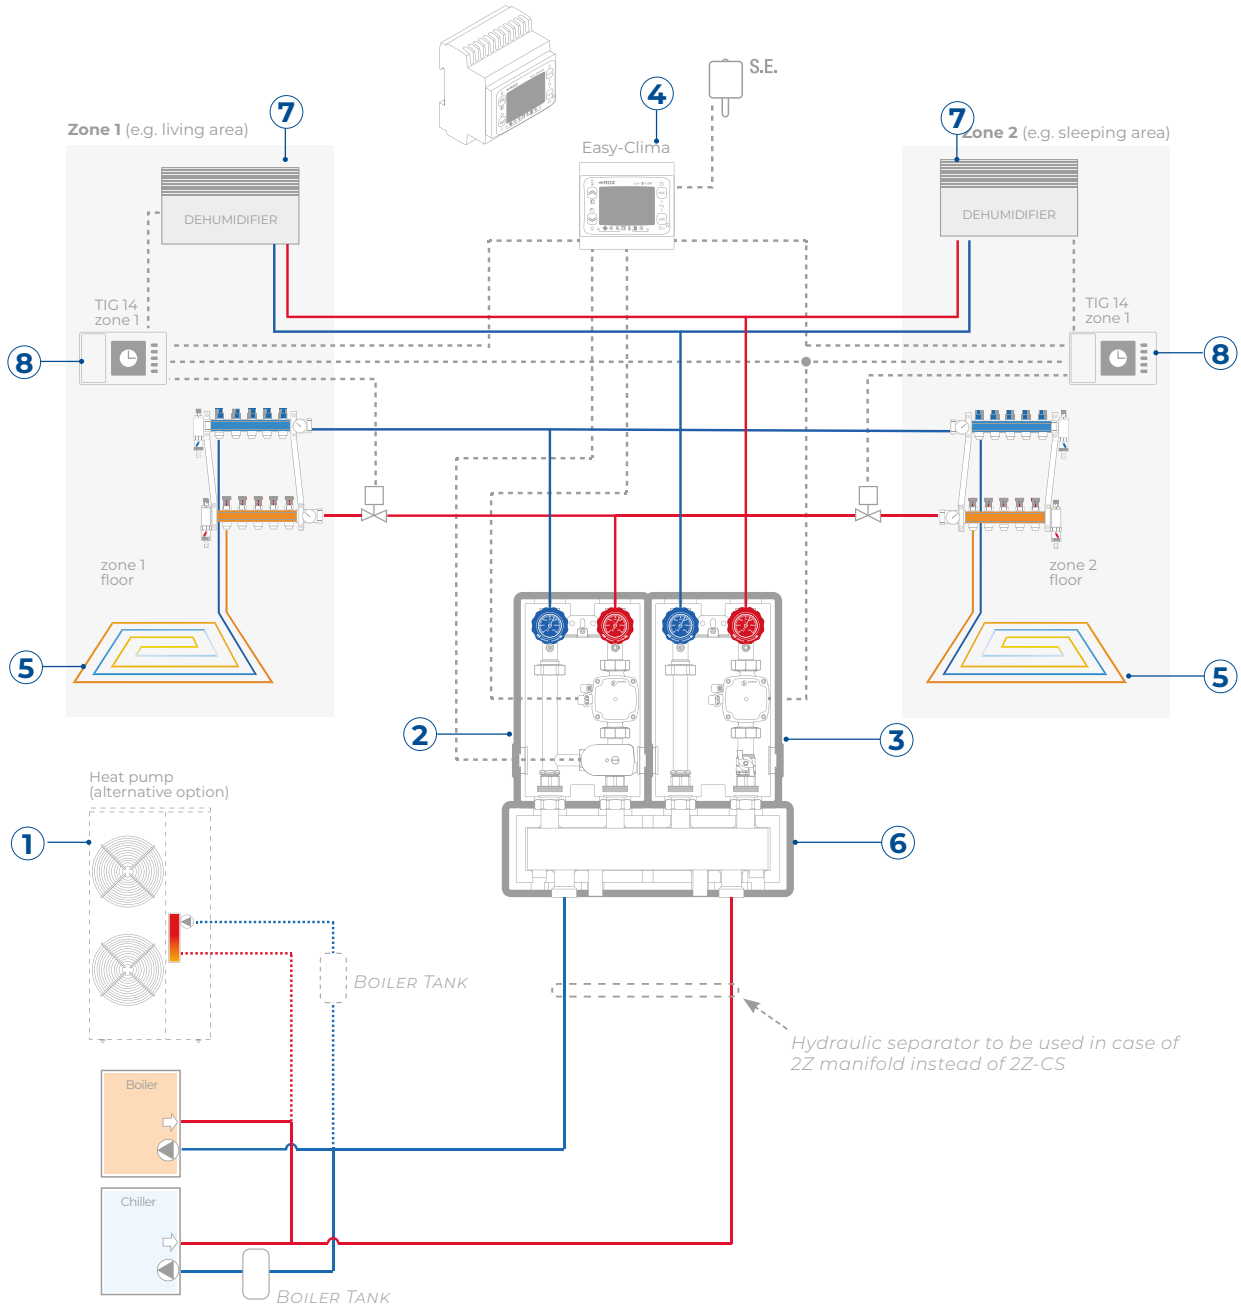 S.E.
4
7
7
Zone 1 (e.g. living area)
Zone 2 (e.g. sleeping area)
Easy-Clima
DEHUMIDIFIER
DEHUMIDIFIER
TIG 14
zone 1
TIG 14
zone 1
8
8
zone 1
floor
zone 2
floor
5
5
2
3
Heat pump
(alternative option)
1
6
BOILER TANK
Hydraulic separator to be used in case of
2Z manifold instead of 2Z-CS
Boiler
Chiller
BOILER TANK